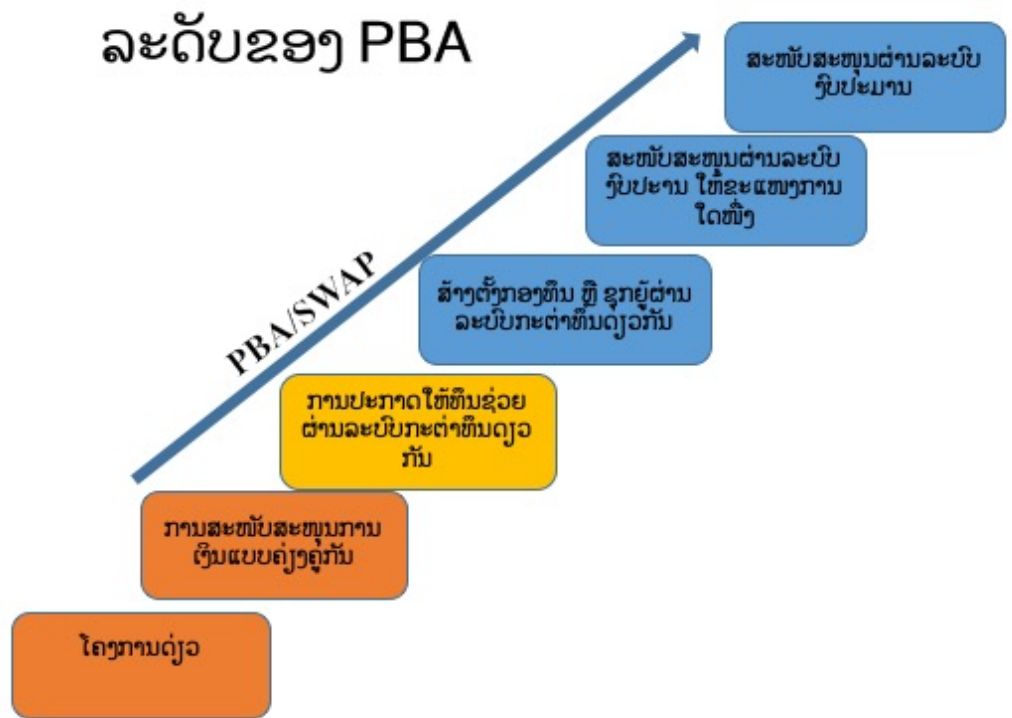 ລະດັບຂອງ PBA
ສະໜັບສະໜຸນຜ່ານລະບົບ
ງົບປະມານ
ສະໜັບສະໜຸນຜ່ານລະບົບ
ງົບປະານ ໃຫ້ຂະແໜງການ
ໃດໜຶ່ງ
PBA/SWAP
ສ້າງຕັ້ງກອງທຶນ ຫຼື ຊຸກຍູ້ຜ່ານ
ລະບົບກະຕ່າທຶນດຽວກັນ
ການປະກາດໃຫ້ທຶນຊ່ວຍ
ຜ່ານລະບົບກະຕ່າທຶນດຽວ
ກັນ
ການສະໜັບສະໜຸນການ
ເງິນແບບຄ່ຽງຄູ່ກັນ
ໂຄງການດ່ຽວ